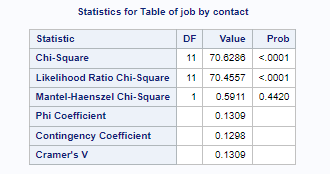 Statistics for Table of job by contact
Statistic DF Value Prob
Chi-Square 11 70.6286 <.0001
Likelihood Ratio Chi-Square 11 70.4557 <.0001
Mantel-Haenszel Chi-Square 1 0.5911 0.4420
Phi Coefficient 0.1309
Contingency Coefficient 0.1298
Cramer's V 0.1309